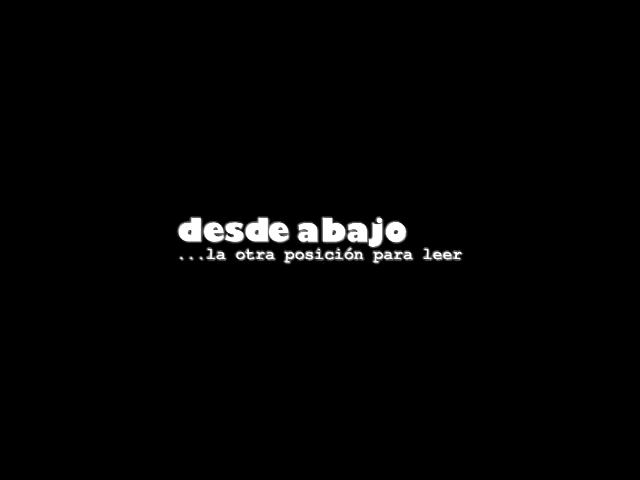 desde abajo
...la otra posición para leer